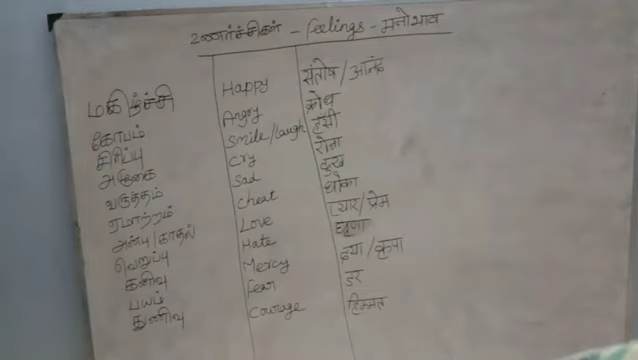 உணர்ச்சிகள் - Feelings - मनोभाव
மகிழ்ச்சி Happy संतोष/आनंद
கோபம் Angry क्रोध
சிரிப்பு Smile/laugh हंसी
அழுகை Cry रोना
வருத்தம் Sad दुख
ஏமாற்றம் Cheat धोका
அன்பு/காதல் Love प्यार/प्रेम
வெறுப்பு Hate घृणा
கனிவு Mercy दया/कृपा
பயம் Fear डर
துணிவு Courage हिम्मत